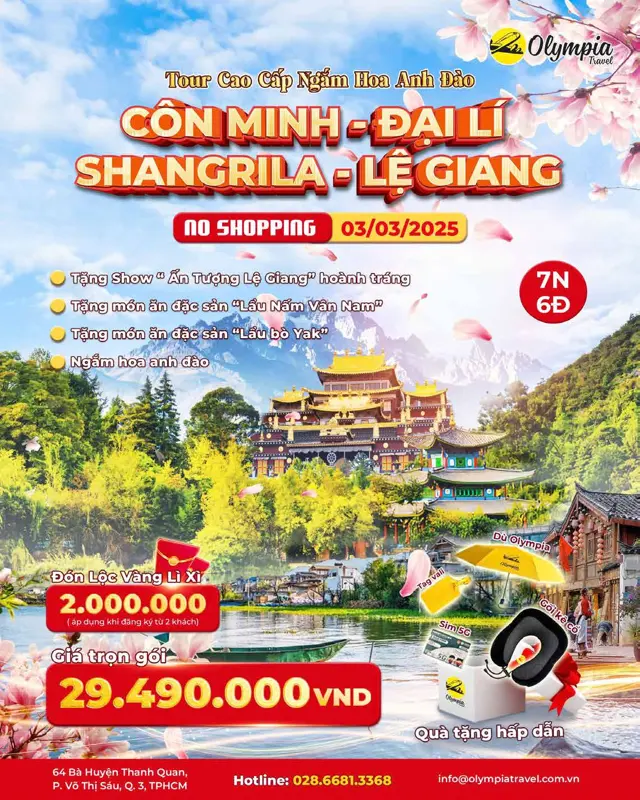 Olympia
Travel
Tour Cao Cấp Ngắm Hoa Anh Đào
CÔN MINH - ĐẠI LÍ
SHANGRILA - LỆ GIANG
NO SHOPPING
03/03/2025
Tặng Show “ Ấn Tượng Lệ Giang” hoành tráng
Tặng món ăn đặc sản “Lẩu Nấm Vân Nam”
Tặng món ăn đặc sản “Lẩu bò Yak”
Ngắm hoa anh đào
7N
6Đ
Đón Lộc Vàng Lì Xì
2.000.000
( áp dụng khi đăng ký từ 2 khách)
Giá trọn gói
29.490.000 VND
Dù Olympia
Tag Vali
Sim 5G
Gối kê cổ
5G
Olympia
Quà tặng hấp dẫn
64 Bà Huyện Thanh Quan,
P. Võ Thị Sáu, Q. 3, TPHCM
Hotline: 028.6681.3368
info@olympiatravel.com.vn